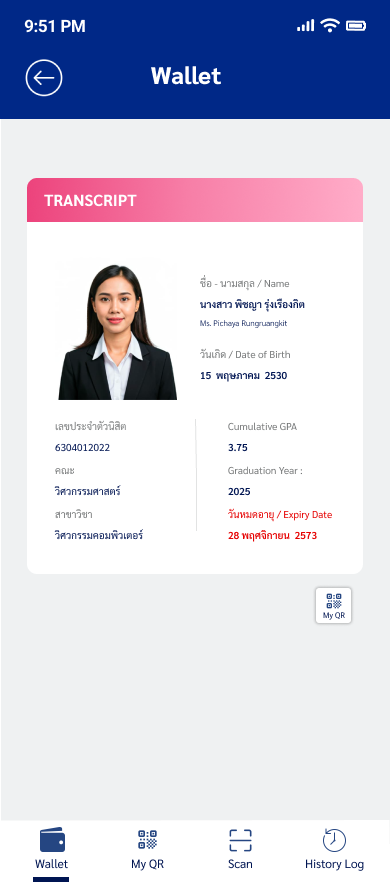 9:51 PM
Wallet
TRANSCRIPT
ชื่อ - นามสกุล / Name
นางสาว พิชญา รุ่งเรืองกิต
Ms. Pichaya Rungruangkit
วันเกิด / Date of Birth
15 พฤษภาคม 2530
เลขประจำตัวนิสิต
6304012022
คณะ
วิศวกรรมศาสตร์
สาขาวิชา
วิศวกรรมคอมพิวเตอร์
Cumulative GPA
3.75
Graduation Year :
2025
วันหมดอายุ / Expiry Date
28 พฤศจิกายน 2573
My QR
Wallet
My QR
Scan
History Log